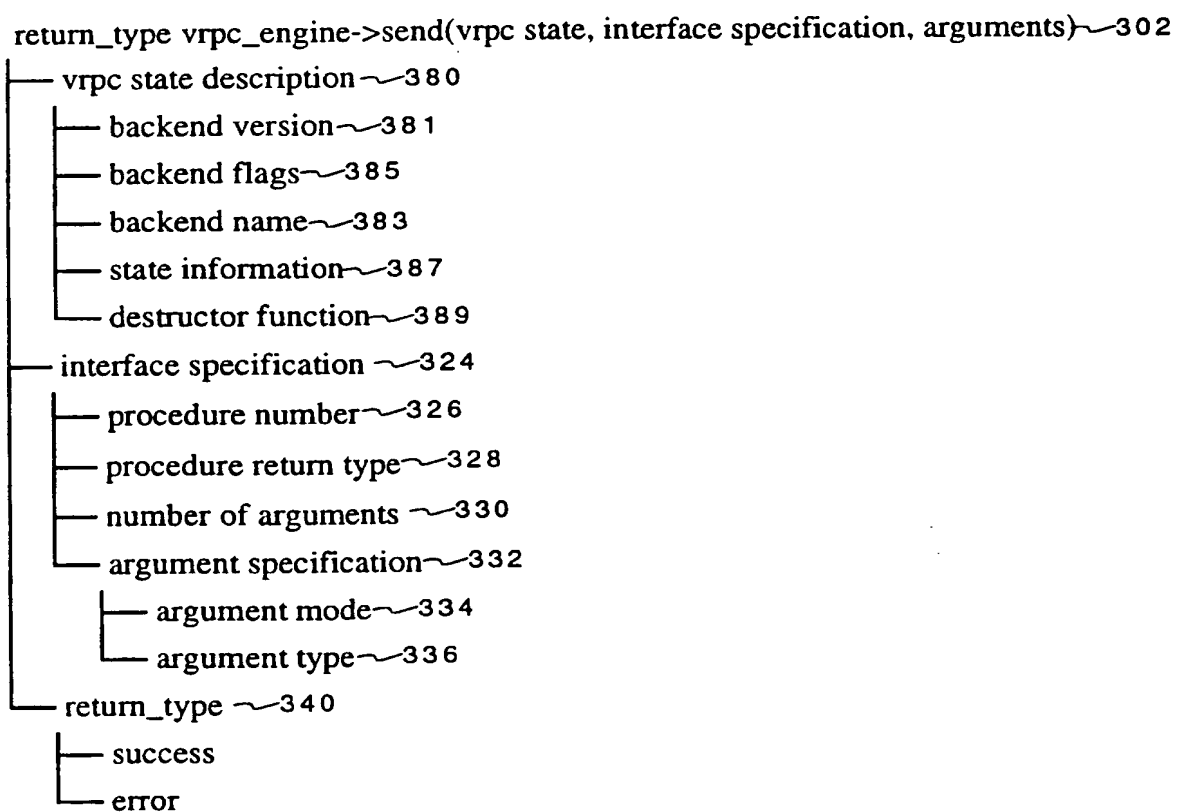 return_type vrpc_engine->send(vrpc state, interface specification, arguments) 302
vrpc state description 380
backend version 381
backend flags 385
backend name 383
state information 387
destructor function 389
interface specification 324
procedure number 326
procedure return type 328
number of arguments 330
argument specification 332
argument mode 334
argument type 336
return_type 340
success
error